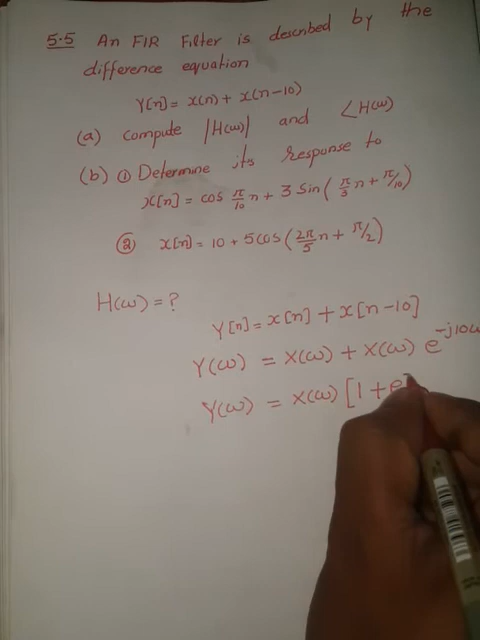 5.5 An FIR Filter is described by the
difference equation
Y[n] = x(n) + x(n-10)
(a) compute |H(ω)| and ∠H(ω)
(b) ① Determine its response to
x[n] = cos π/10 n + 3 sin(π/3 n + π/10)
② x[n] = 10 + 5cos(2π/5 n + π/2)
H(ω) = ?
Y[n] = x[n] + x[n-10]
Y(ω) = X(ω) + X(ω) e^-j10ω
Y(ω) = X(ω) [1 + e